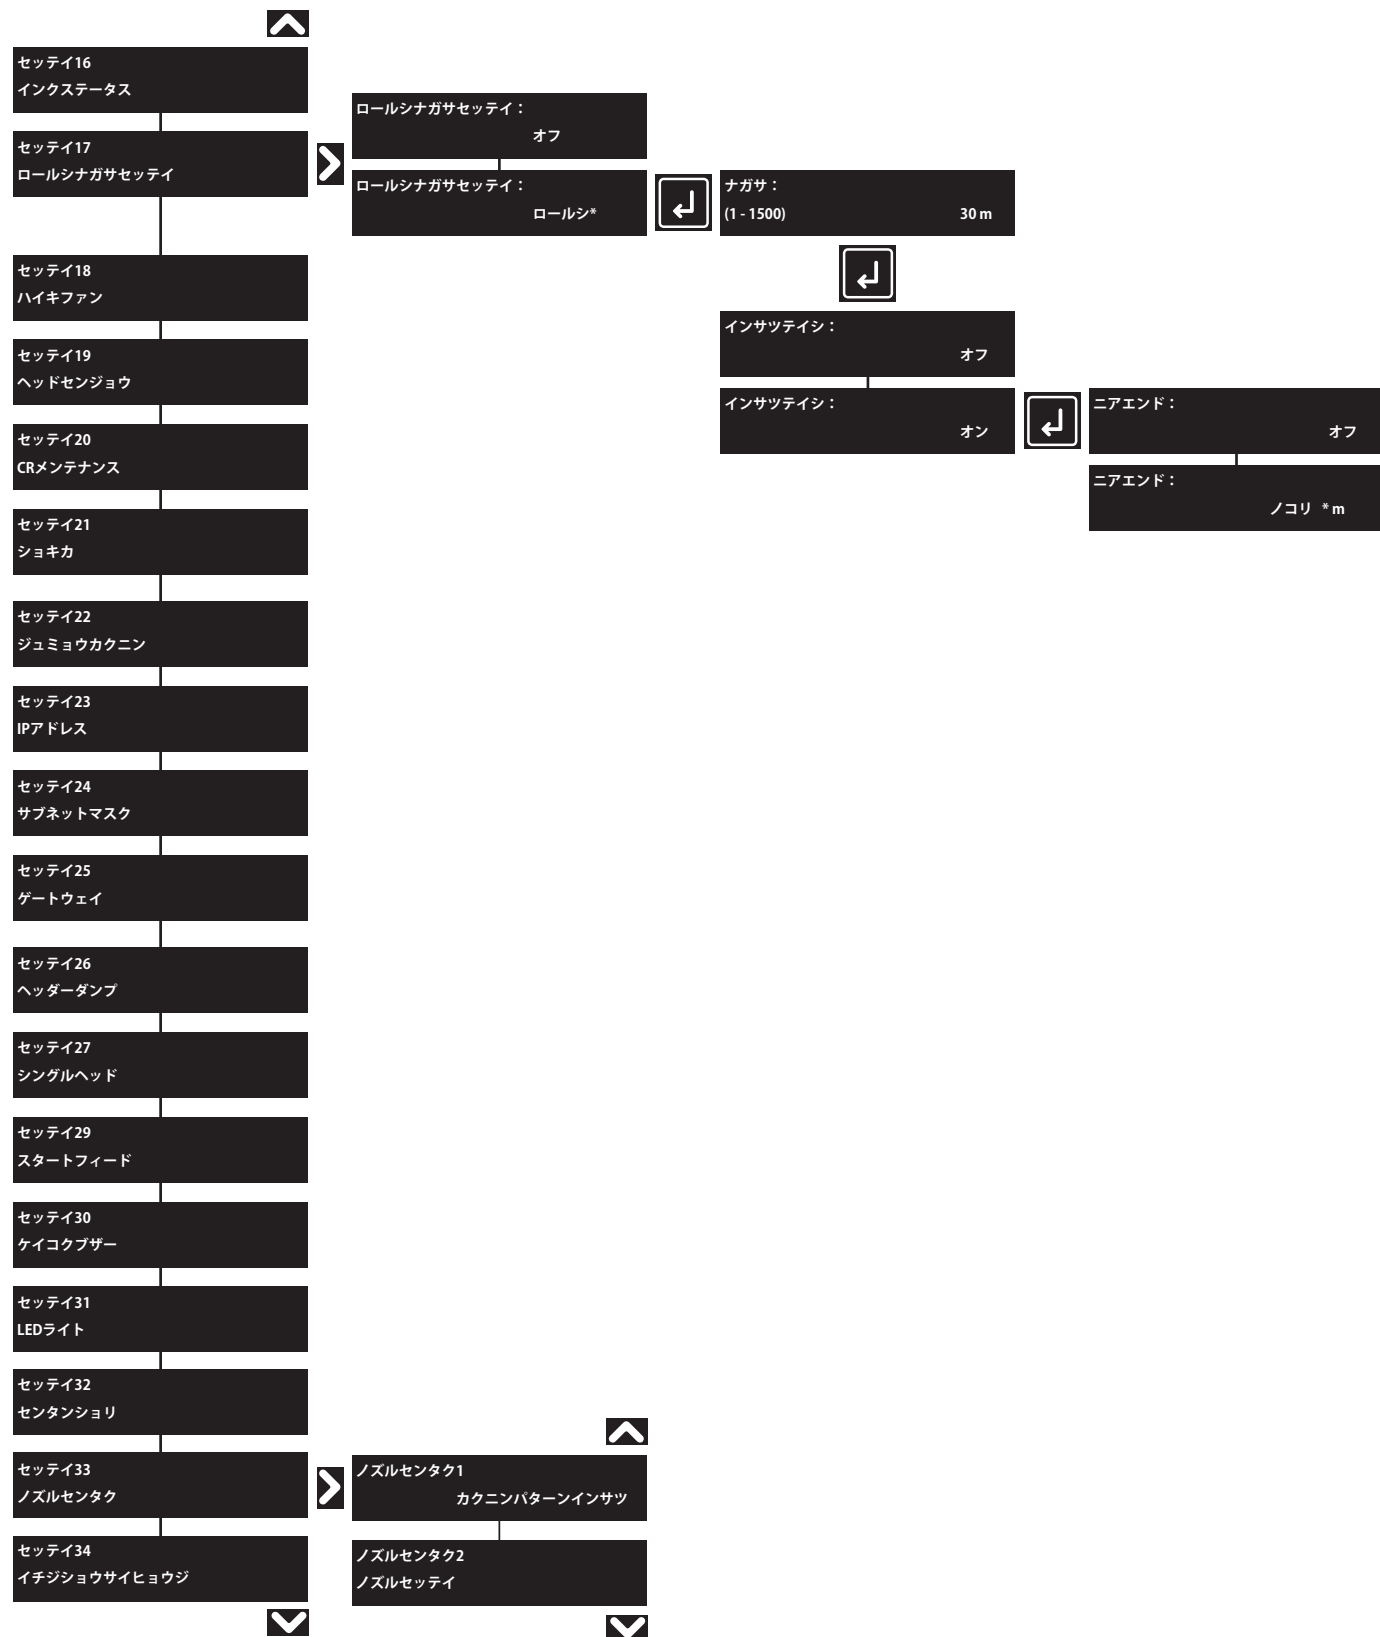 セッテイ16
インクステータス
セッテイ17
ロールシナガサセッテイ
ロールシナガサセッテイ：
オフ
ロールシナガサセッテイ：
ロールシ*
ナガサ：
(1 - 1500) 30 m
インサツテイシ：
オフ
インサツテイシ：
オン
ニアエンド：
オフ
ニアエンド：
ノコリ * m
セッテイ18
ハイキファン
セッテイ19
ヘッドセンジョウ
セッテイ20
CRメンテナンス
セッテイ21
ショキカ
セッテイ22
ジュミョウカクニン
セッテイ23
IPアドレス
セッテイ24
サブネットマスク
セッテイ25
ゲートウェイ
セッテイ26
ヘッダーダンプ
セッテイ27
シングルヘッド
セッテイ29
スタートフィード
セッテイ30
ケイコクブザー
セッテイ31
LEDライト
セッテイ32
センタンショリ
セッテイ33
ノズルセンタク
ノズルセンタク1
カクニンパターンインサツ
ノズルセンタク2
ノズルセッテイ
セッテイ34
イチジショウサイヒョウジ